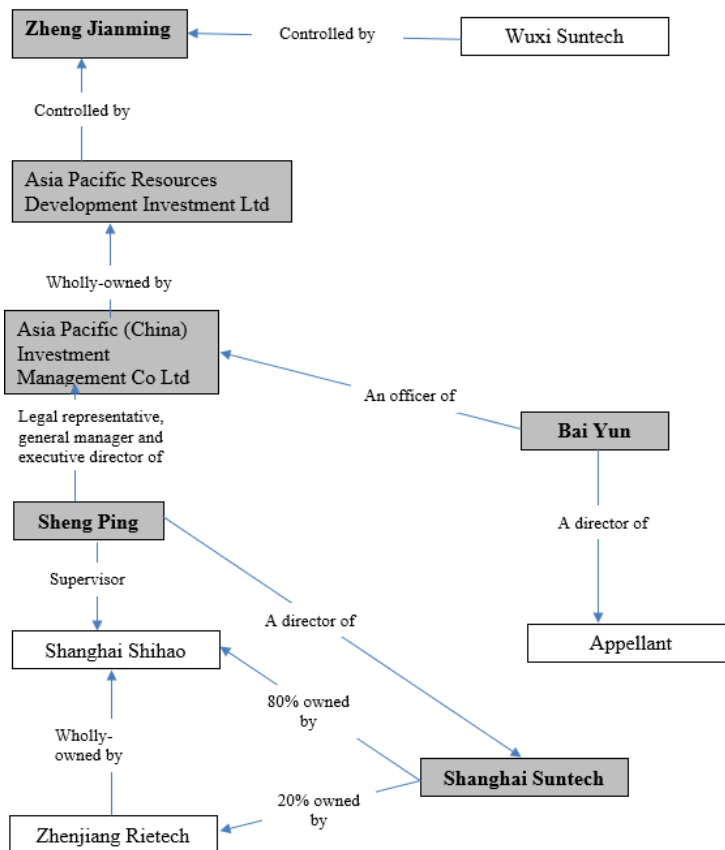 Zheng Jianming
Controlled by
Wuxi Suntech
Controlled by
Asia Pacific Resources
Development Investment Ltd
Wholly-owned by
Asia Pacific (China)
Investment
Management Co Ltd
An officer of
Legal representative,
general manager and
executive director of
Bai Yun
Sheng Ping
A director of
Supervisor
A director of
Shanghai Shihao
Appellant
80% owned
by
Wholly-
owned by
Shanghai Suntech
20% owned
by
Zhenjiang Rietech